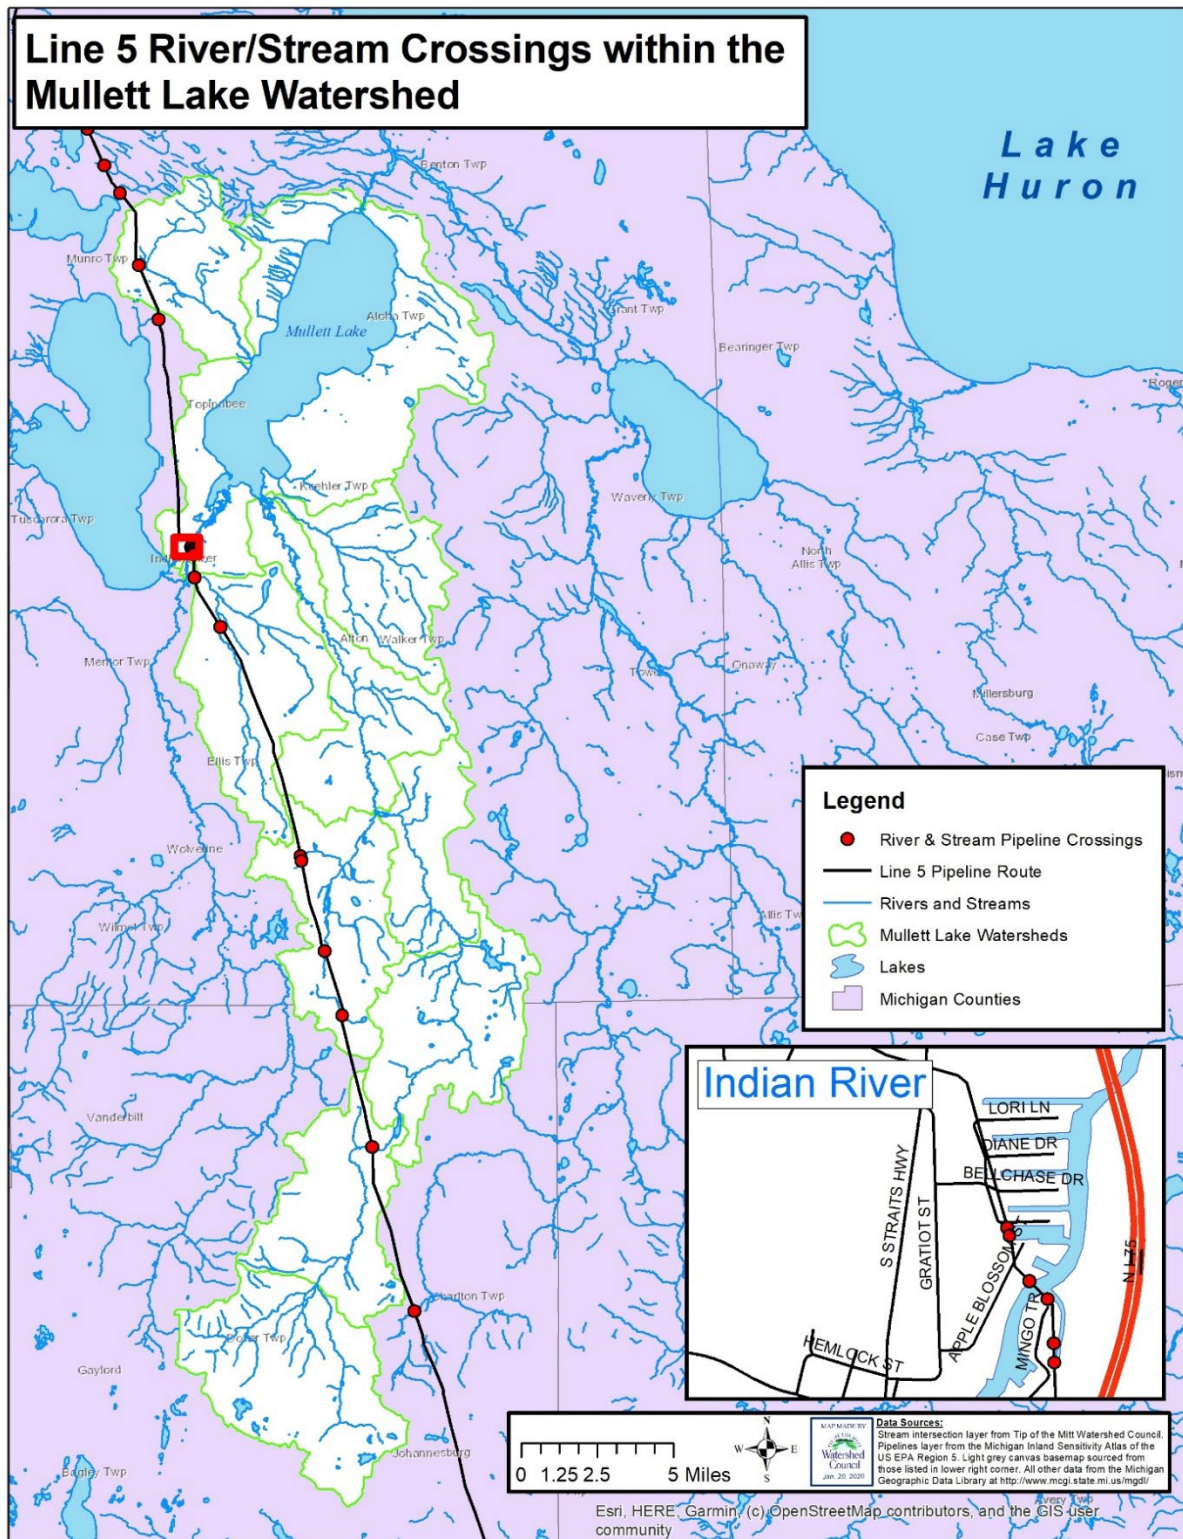 Line 5 River/Stream Crossings within the
Mullett Lake Watershed
Lake
Huron
Benton Twp
Munro Twp
Grant Twp
Aloha Twp
Mullett Lake
Bearinger Twp
Topinabee
Koehler Twp
Waverly Twp
Tuscarora Twp
North
Allis Twp
Afton
Walker Twp
Mentor Twp
Onaway
Tower
Millersburg
Case Twp
Ellis Twp
Wolverine
Allis Tw
Wilmot Twp
Vanderbilt
Charlton Twp
Dover Twp
Gaylord
Johannesburg
Bagley Twp
Avery Twp
Legend
River & Stream Pipeline Crossings
Line 5 Pipeline Route
Rivers and Streams
Mullett Lake Watersheds
Lakes
Michigan Counties
Indian River
LORI LN
DIANE DR
BELLCHASE DR
S STRAITS HWY
GRATIOT ST
APPLE BLOSSOM ST
MINGO TR
HEMLOCK ST
N I 75
0 1.25 2.5 5 Miles
N
W E
S
MAP MADE BY
Watershed
Council
Jan. 20, 2020
Data Sources:
Stream intersection layer from Tip of the Mitt Watershed Council.
Pipelines layer from the Michigan Inland Sensitivity Atlas of the
US EPA Region 5. Light grey canvas basemap sourced from
those listed in lower right corner. All other data from the Michigan
Geographic Data Library at http://www.mcgi.state.mi.us/mgdl/
Esri, HERE, Garmin, (c) OpenStreetMap contributors, and the GIS user
community